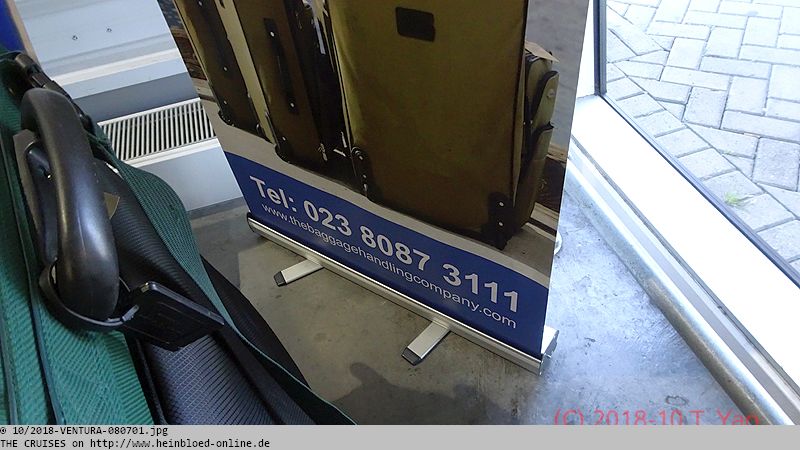 Tel: 023 8087 3111
www.thebaggagehandlingcompany.com
(C) 2018-10 T. Yao
© 10/2018-VENTURA-080701.jpg
THE CRUISES on http://www.heinbloed-online.de